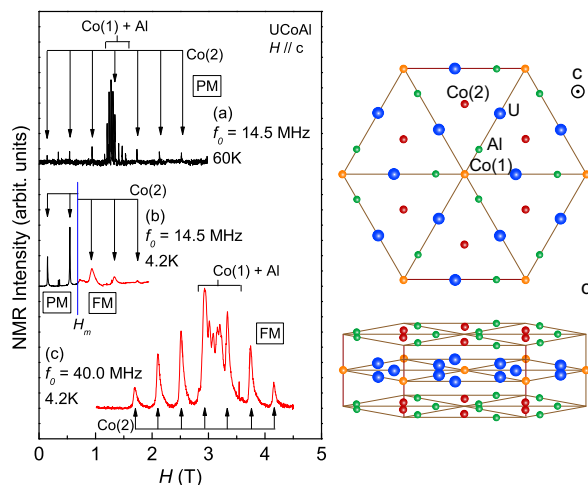 Co(1) + Al
UCoAl
H // c
Co(2)
PM
(a)
f0 = 14.5 MHz
60K
Co(2)
(b)
f0 = 14.5 MHz
4.2K
PM
FM
Hm
Co(1) + Al
FM
(c)
f0 = 40.0 MHz
4.2K
Co(2)
0 1 2 3 4 5
H (T)
NMR Intensity (arbit. units)
Co(2)
U
Al
Co(1)
c